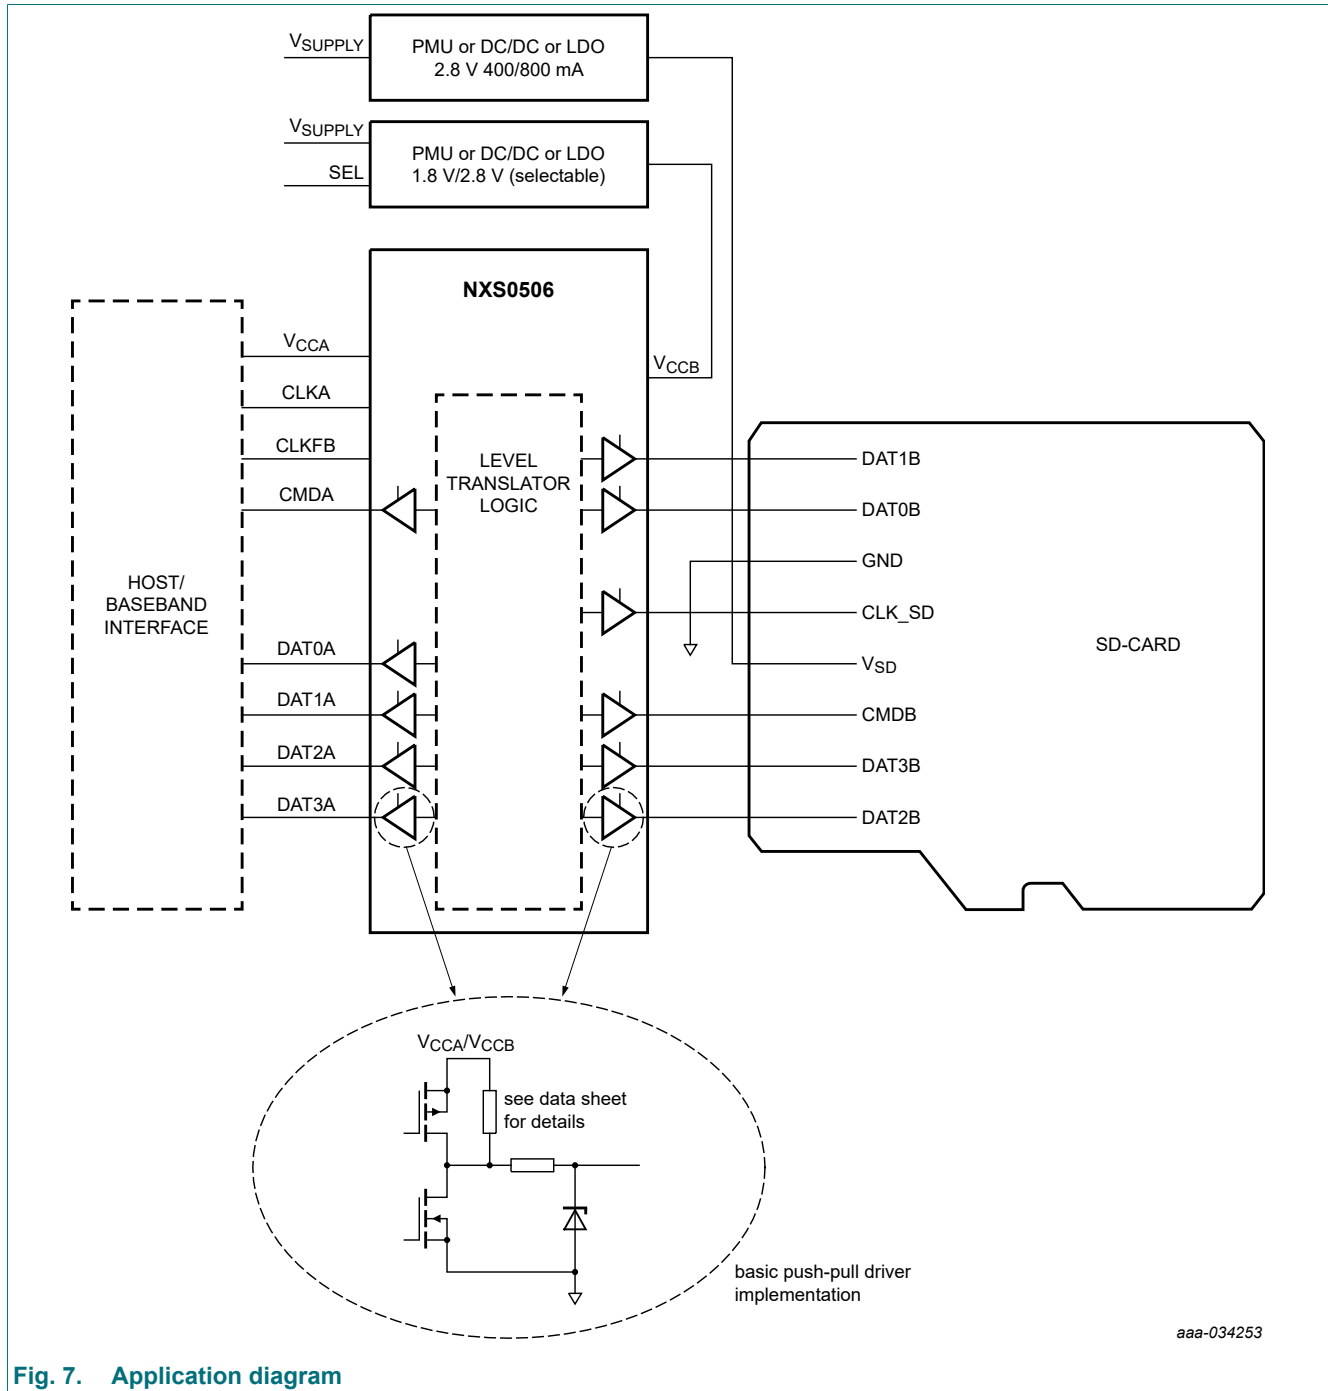 VSUPPLY
PMU or DC/DC or LDO
2.8 V 400/800 mA
VSUPPLY
SEL
PMU or DC/DC or LDO
1.8 V/2.8 V (selectable)
NXS0506
VCCA
CLKA
CLKFB
CMDA
VCCB
LEVEL
TRANSLATOR
LOGIC
HOST/
BASEBAND
INTERFACE
DAT0A
DAT1A
DAT2A
DAT3A
DAT1B
DAT0B
GND
CLK_SD
VSD
CMDB
DAT3B
DAT2B
SD-CARD
VCCA/VCCB
see data sheet
for details
basic push-pull driver
implementation
aaa-034253
Fig. 7. Application diagram